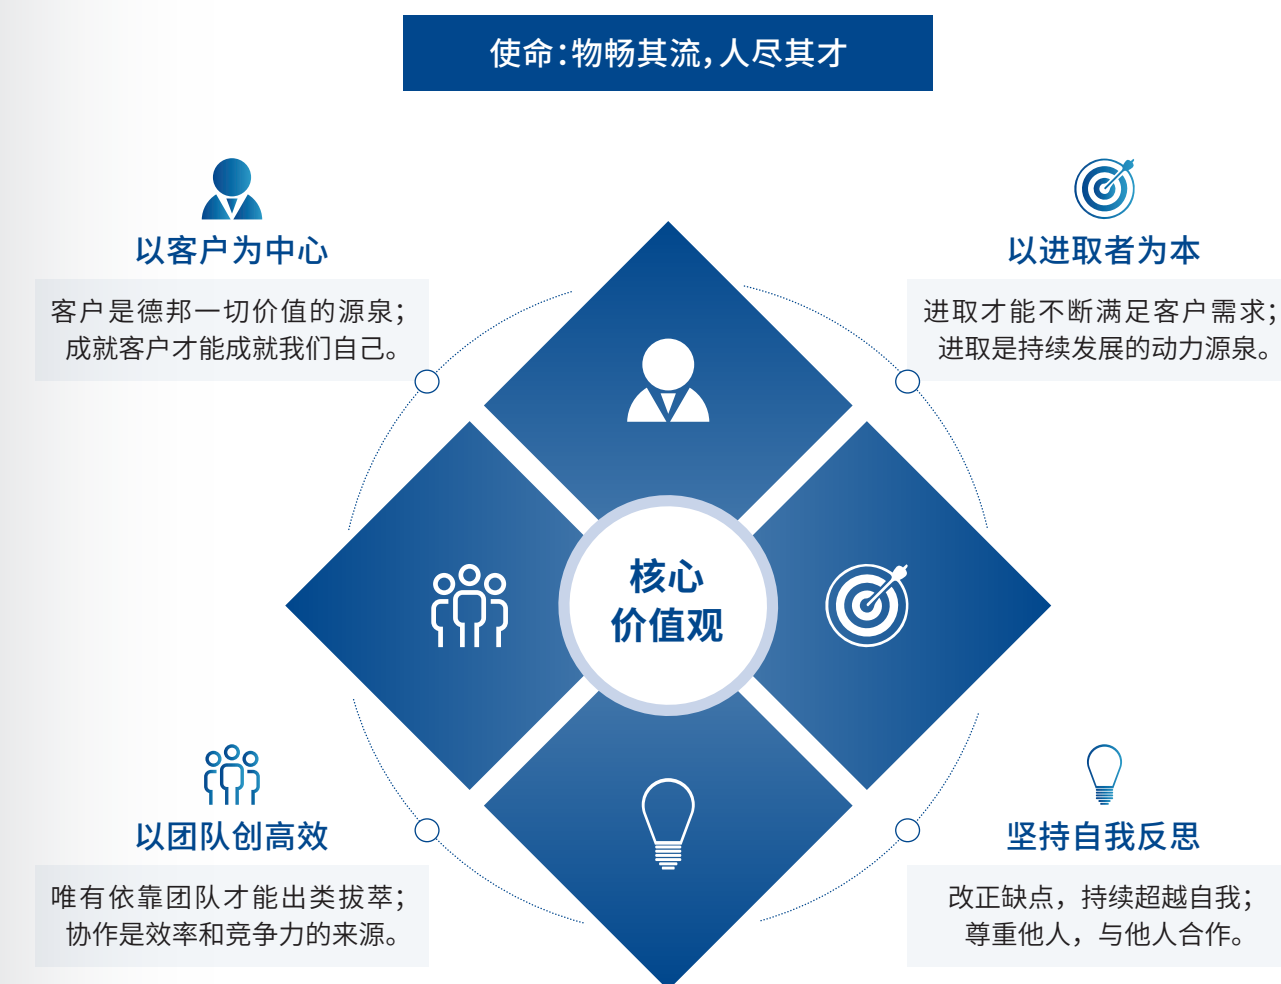 使命：物畅其流，人尽其才
以客户为中心
客户是德邦一切价值的源泉；
成就客户才能成就我们自己。
以进取者为本
进取才能不断满足客户需求；
进取是持续发展的动力源泉。
核心
价值观
以团队创高效
唯有依靠团队才能出类拔萃；
协作是效率和竞争力的来源。
坚持自我反思
改正缺点，持续超越自我；
尊重他人，与他人合作。